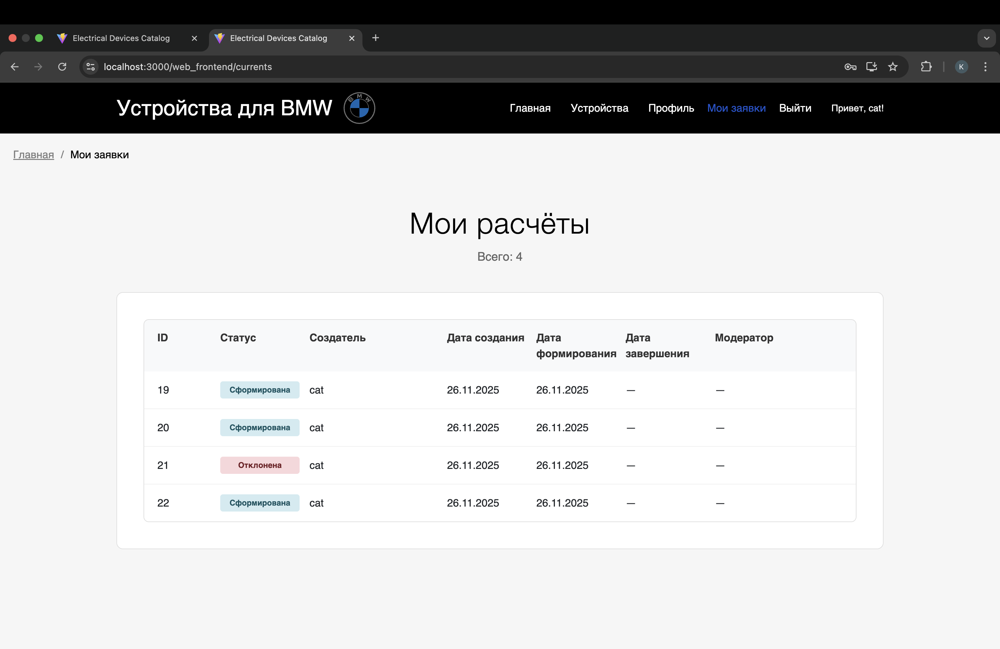 Electrical Devices Catalog
Electrical Devices Catalog
localhost:3000/web_frontend/currents
K
Устройства для BMW
BMW
Главная Устройства Профиль Мои заявки Выйти Привет, cat!
Главная / Мои заявки
Мои расчёты
Всего: 4
ID Статус Создатель Дата создания Дата формирования Дата завершения Модератор
19 Сформирована cat 26.11.2025 26.11.2025 — —
20 Сформирована cat 26.11.2025 26.11.2025 — —
21 Отклонена cat 26.11.2025 26.11.2025 — —
22 Сформирована cat 26.11.2025 26.11.2025 — —